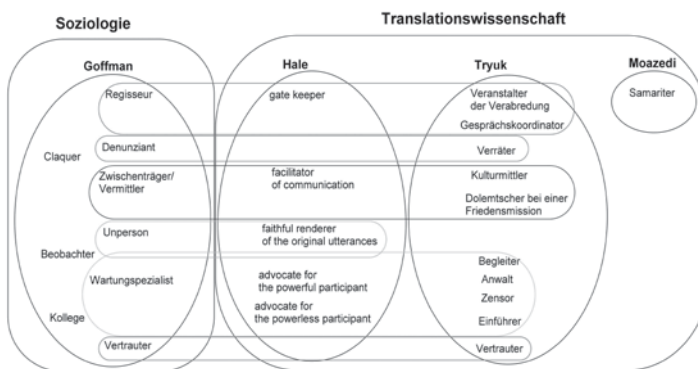 Soziologie
Translationswissenschaft
Goffman
Hale
Tryuk
Moazedi
Regisseur
gate keeper
Veranstalter
der Verabredung
Gesprächskoordinator
Samariter
Claquer
Denunziant
Verräter
Zwischenträger/
Vermittler
facilitator
of communication
Kulturmittler
Dolemtscher bei einer
Friedensmission
Unperson
faithful renderer
of the original utterances
Beobachter
Wartungspezialist
advocate for
the powerful participant
advocate for
the powerless participant
Begleiter
Anwalt
Zensor
Einführer
Kollege
Vertrauter
Vertrauter